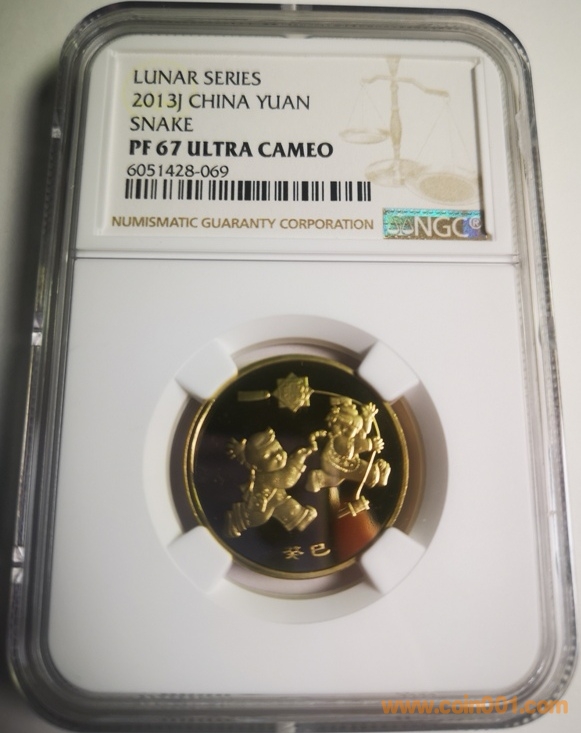 LUNAR SERIES
2013J CHINA YUAN
SNAKE
PF 67 ULTRA CAMEO
6051428-069
NUMISMATIC GUARANTY CORPORATION
NGC®
癸巳
www.coin001.com